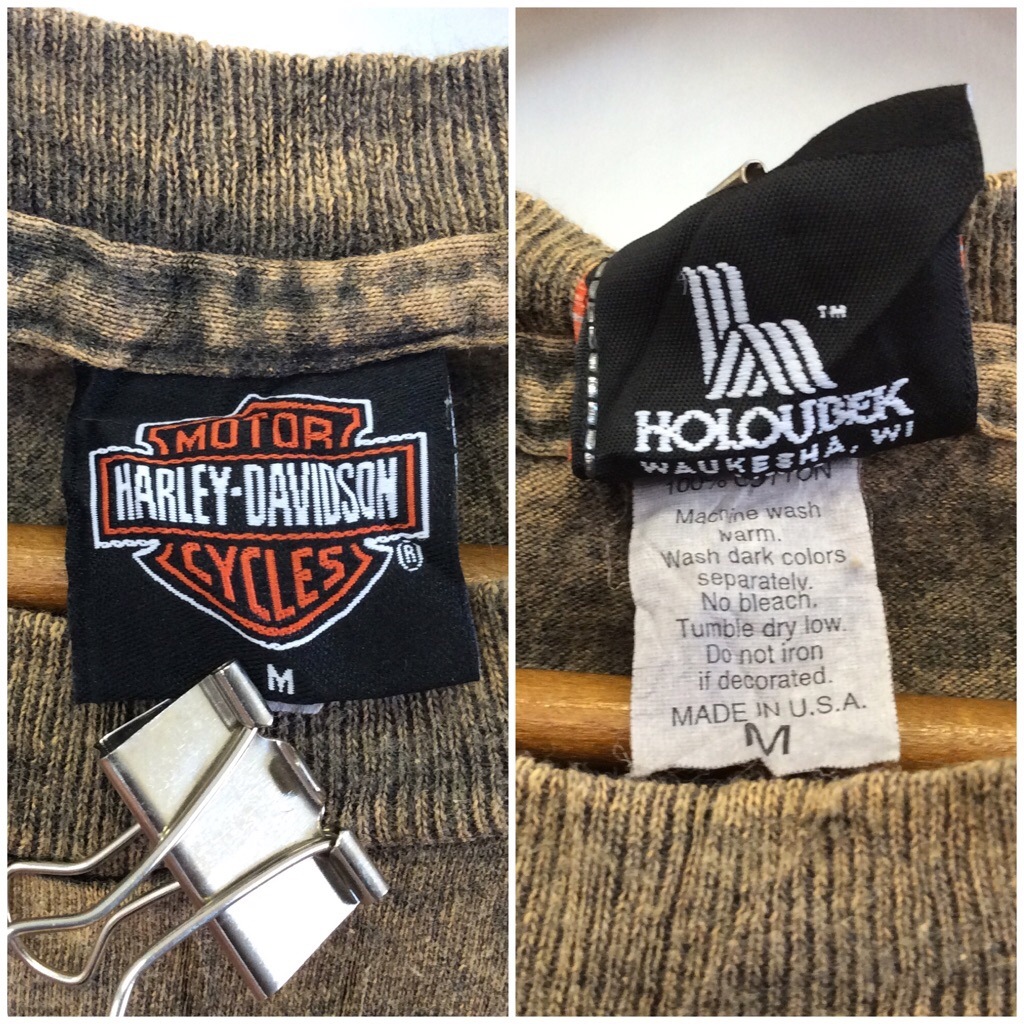 MOTOR
HARLEY-DAVIDSON
CYCLES ®
M
TM
HOLOUBEK
WAUKESHA, WI
100% COTTON
Machine wash
warm.
Wash dark colors
separately.
No bleach.
Tumble dry low.
Do not iron
if decorated.
MADE IN U.S.A.
M